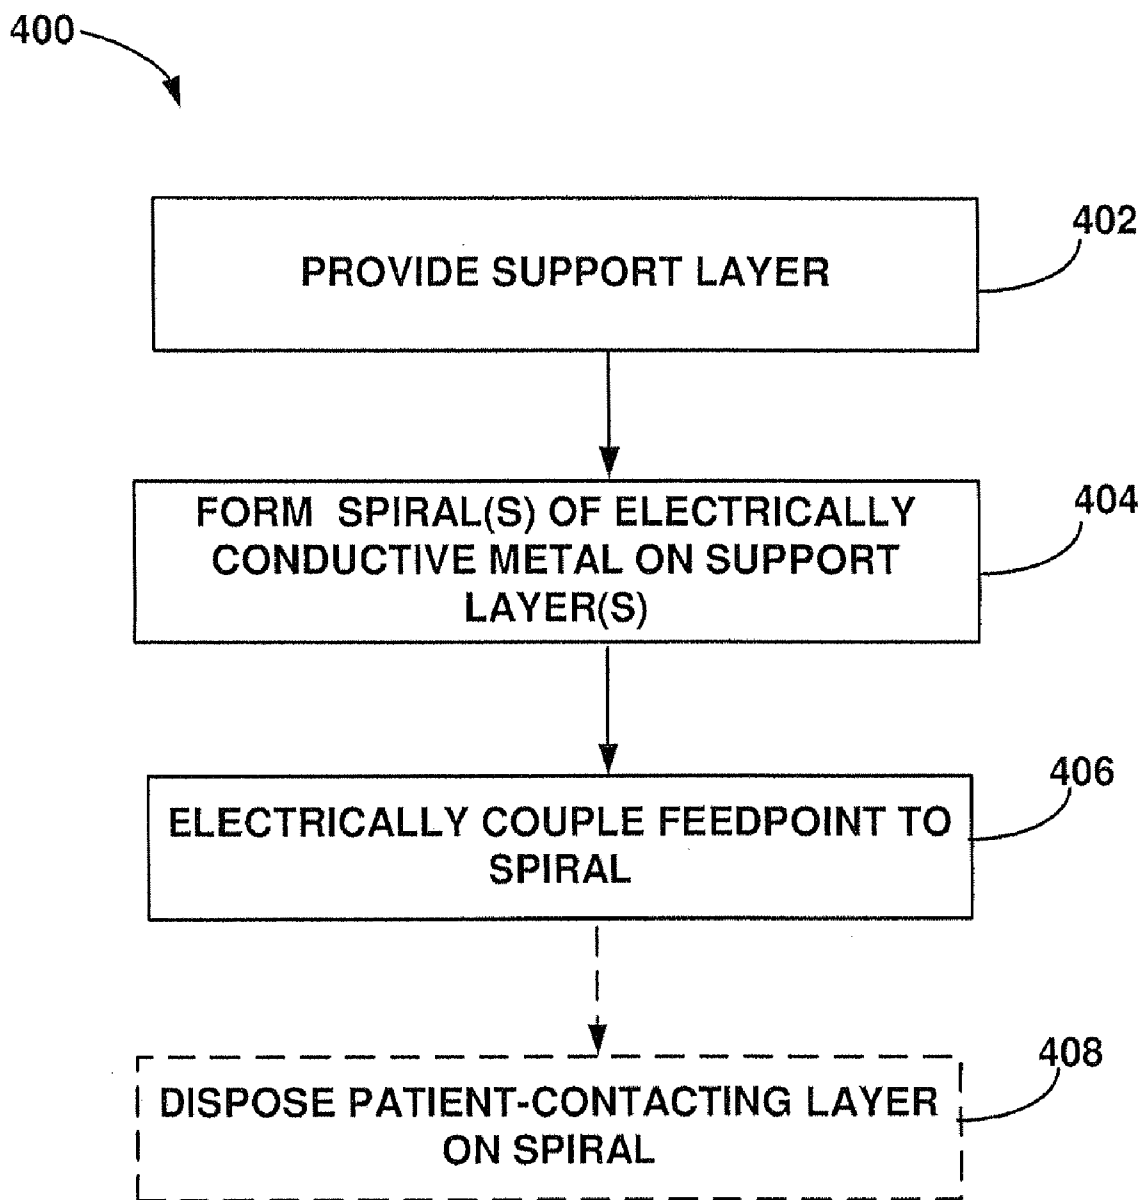 400
PROVIDE SUPPORT LAYER
402
FORM SPIRAL(S) OF ELECTRICALLY
CONDUCTIVE METAL ON SUPPORT
LAYER(S)
404
ELECTRICALLY COUPLE FEEDPOINT TO
SPIRAL
406
DISPOSE PATIENT-CONTACTING LAYER
ON SPIRAL
408